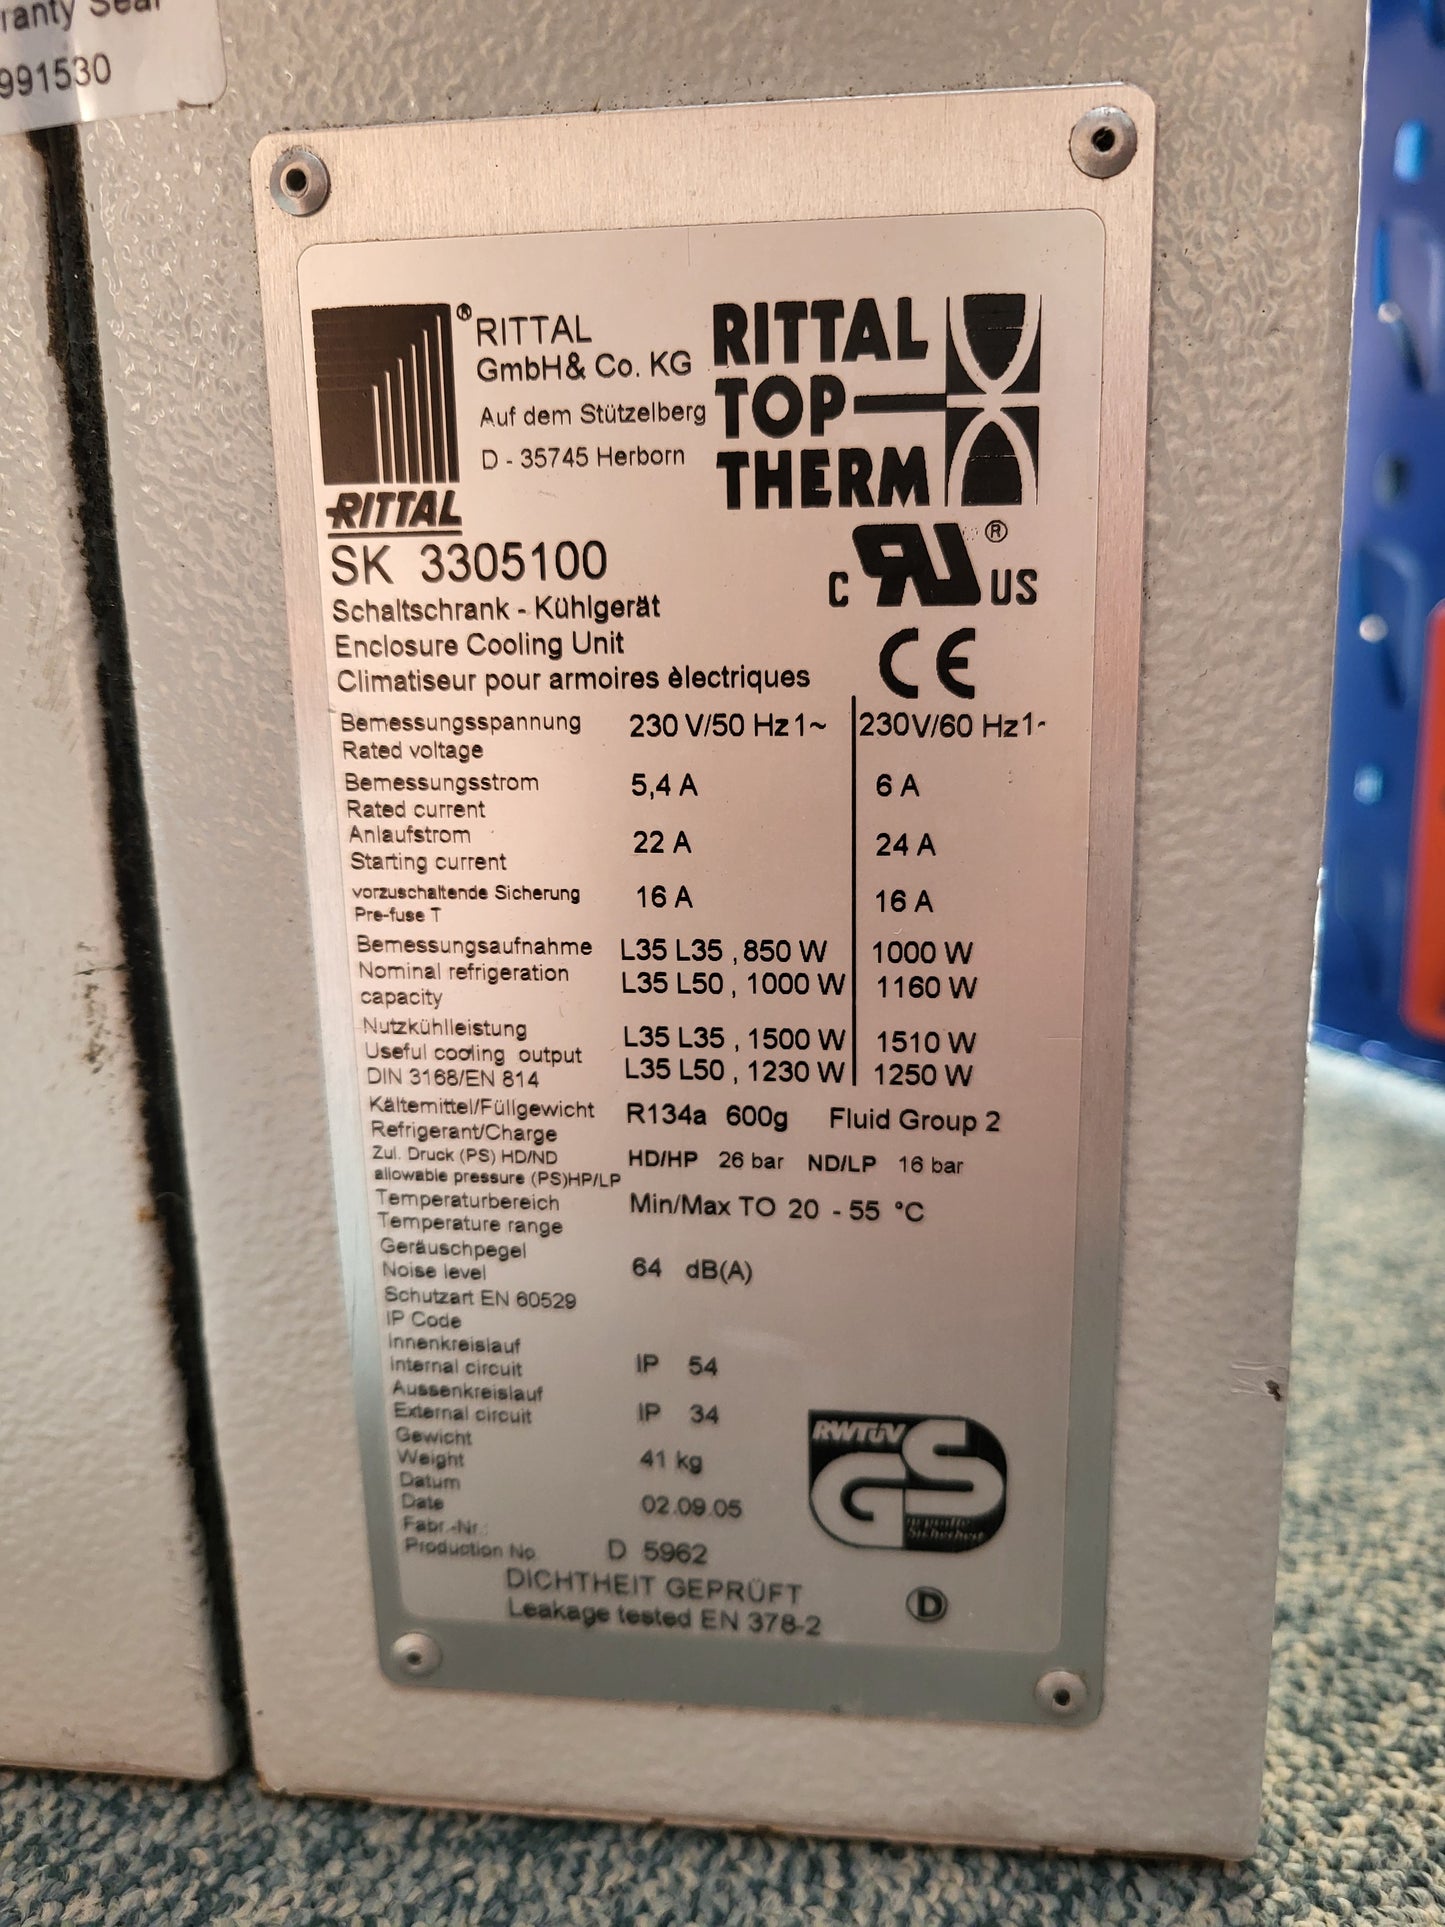 Seal
991530
RITTAL
GmbH& Co. KG
Auf dem Stützelberg
D - 35745 Herborn
RITTAL
RITTAL
TOP
THERM
SK 3305100
C RU® US
Schaltschrank - Kühlgerät
Enclosure Cooling Unit
Climatiseur pour armoires èlectriques
CE
Bemessungsspannung 230 V/50 Hz 1~ 230V/60 Hz 1~
Rated voltage
Bemessungsstrom 5,4 A 6 A
Rated current
Anlaufstrom 22 A 24 A
Starting current
vorzuschaltende Sicherung 16 A 16 A
Pre-fuse T
Bemessungsaufnahme L35 L35 , 850 W 1000 W
Nominal refrigeration L35 L50 , 1000 W 1160 W
capacity
Nutzkühlleistung L35 L35 , 1500 W 1510 W
Useful cooling output L35 L50 , 1230 W 1250 W
DIN 3168/EN 814
Kältemittel/Füllgewicht R134a 600g Fluid Group 2
Refrigerant/Charge
Zul. Druck (PS) HD/ND HD/HP 26 bar ND/LP 16 bar
allowable pressure (PS)HP/LP
Temperaturbereich Min/Max TO 20 - 55 °C
Temperature range
Geräuschpegel 64 dB(A)
Noise level
Schutzart EN 60529
IP Code
Innenkreislauf
Internal circuit IP 54
Aussenkreislauf
External circuit IP 34
Gewicht
Weight 41 kg
Datum
Date 02.09.05
Fabr.-Nr.:
Production No D 5962
RWTüV
GS
geprüfte
Sicherheit
DICHTHEIT GEPRÜFT
Leakage tested EN 378-2
D